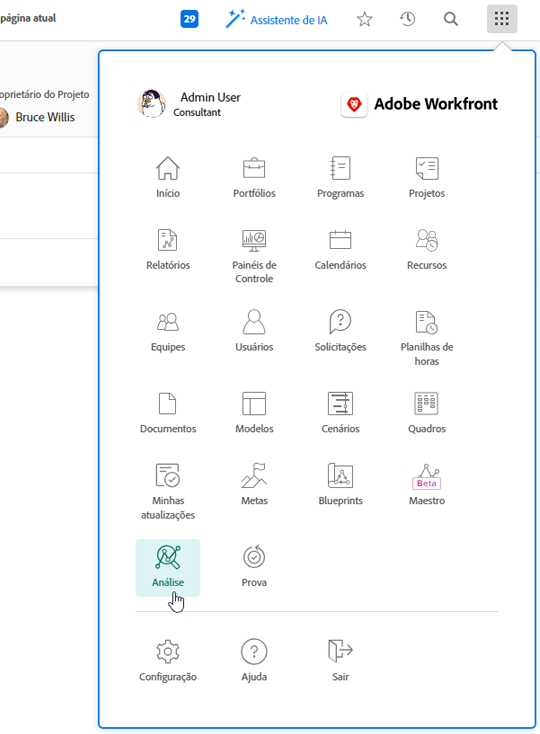 página atual
29
Assistente de IA
oprietário do Projeto
Bruce Willis
Admin User
Consultant
Adobe Workfront
Início
Portfólios
Programas
Projetos
Relatórios
Painéis de
Controle
Calendários
Recursos
Equipes
Usuários
Solicitações
Planilhas de
horas
Documentos
Modelos
Cenários
Quadros
Minhas
atualizações
Metas
Blueprints
Beta
Maestro
Análise
Prova
Configuração
Ajuda
Sair